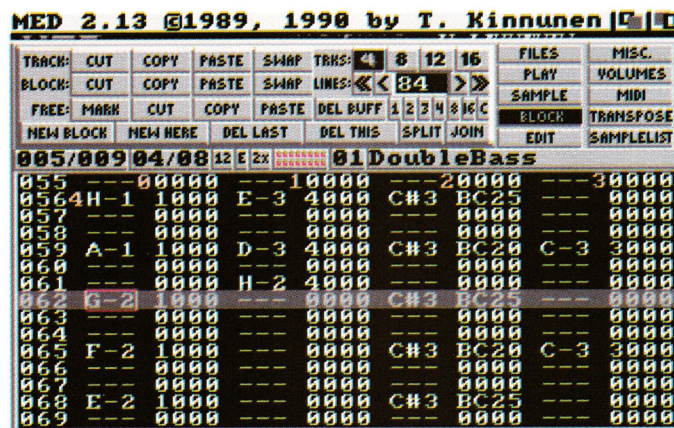 MED 2.13 ©1989, 1990 by T. Kinnunen
TRACK: CUT COPY PASTE SWAP TRKS: 4 8 12 16 FILES MISC.
BLOCK: CUT COPY PASTE SWAP LINES: 84 PLAY VOLUMES
FREE: MARK CUT COPY PASTE DEL BUFF 1 2 3 4 8 16 C SAMPLE MIDI
BLOCK TRANSPOSE
NEW BLOCK NEW HERE DEL LAST DEL THIS SPLIT JOIN EDIT SAMPLELIST
005/009 04/08 12 E 2x 01 DoubleBass
055 --- 00000 --- 10000 --- 20000 --- 30000
056 4H-1 1000 E-3 4000 C#3 BC25 --- 0000
057 --- 0000 --- 0000 --- 0000 --- 0000
058 --- 0000 --- 0000 --- 0000 --- 0000
059 A-1 1000 D-3 4000 C#3 BC20 C-3 3000
060 --- 0000 --- 0000 --- 0000 --- 0000
061 --- 0000 H-2 4000 --- 0000 --- 0000
062 G-2 1000 --- 0000 C#3 BC25 --- 0000
063 --- 0000 --- 0000 --- 0000 --- 0000
064 --- 0000 --- 0000 --- 0000 --- 0000
065 F-2 1000 --- 0000 C#3 BC20 C-3 3000
066 --- 0000 --- 0000 --- 0000 --- 0000
067 --- 0000 --- 0000 --- 0000 --- 0000
068 E-2 1000 --- 0000 C#3 BC25 --- 0000
069 --- 0000 --- 0000 --- 0000 --- 0000